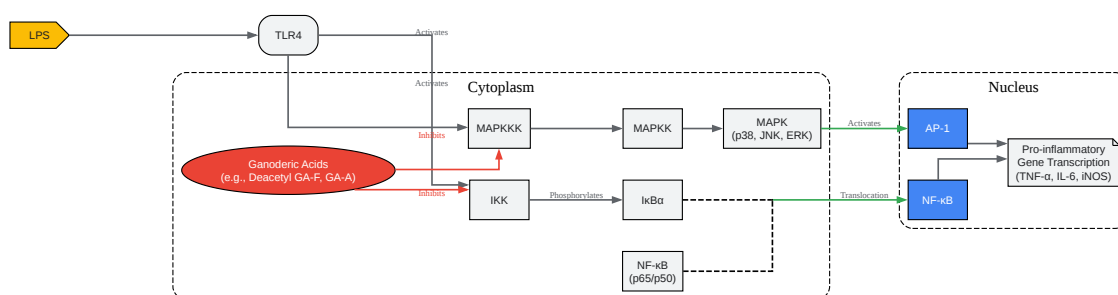 LPS
TLR4
Activates
Activates
Cytoplasm
Nucleus
MAPKKK
MAPKK
MAPK
(p38, JNK, ERK)
Activates
AP-1
Inhibits
Ganoderic Acids
(e.g., Deacetyl GA-F, GA-A)
Pro-inflammatory
Gene Transcription
(TNF-α, IL-6, iNOS)
Inhibits
IKK
Phosphorylates
IκBα
Translocation
NF-κB
NF-κB
(p65/p50)